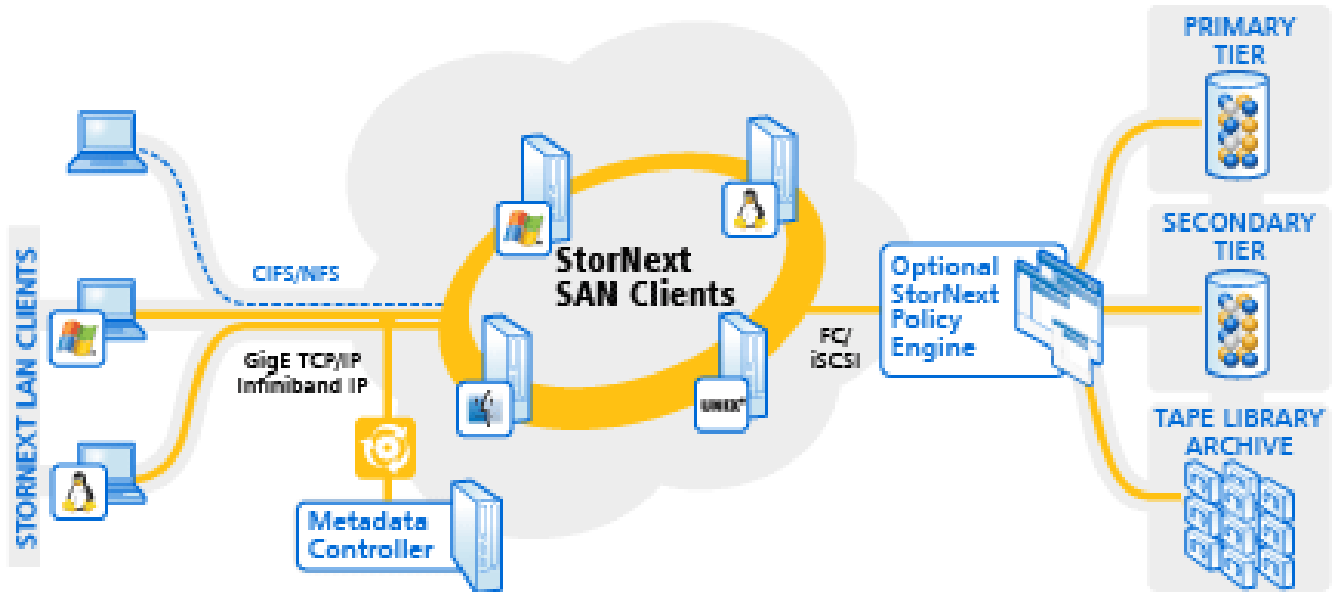 STORNEXT LAN CLIENTS
CIFS/NFS
GigE TCP/IP
Infiniband IP
Metadata
Controller
StorNext
SAN Clients
UNIX®
FC/
iSCSI
Optional
StorNext
Policy
Engine
PRIMARY
TIER
SECONDARY
TIER
TAPE LIBRARY
ARCHIVE